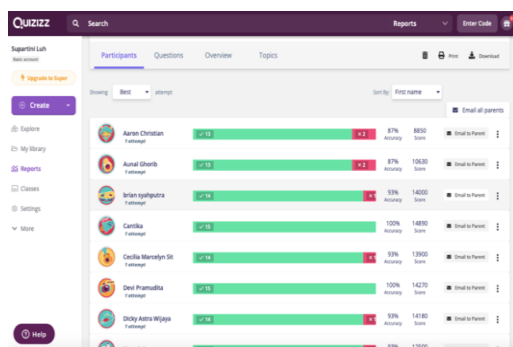 QUIZIZZ Search Reports Enter Code
Supartini Luh
Basic account
Upgrade to Super
Create
Explore
My library
Reports
Classes
Settings
More
Help
Participants Questions Overview Topics Print Download
Showing Best attempt Sort By: First name
Email all parents
Aaron Christian 13 2 87% 8850 Email to Parent
1 attempt Accuracy Score
Aunal Ghorib 13 2 87% 10630 Email to Parent
1 attempt Accuracy Score
brian syahputra 14 1 93% 14000 Email to Parent
1 attempt Accuracy Score
Cantika 15 100% 14890 Email to Parent
1 attempt Accuracy Score
Cecilia Marcelyn Sit 14 1 93% 13900 Email to Parent
1 attempt Accuracy Score
Devi Pramudita 15 100% 14270 Email to Parent
1 attempt Accuracy Score
Dicky Astra Wijaya 14 1 93% 14180 Email to Parent
1 attempt Accuracy Score